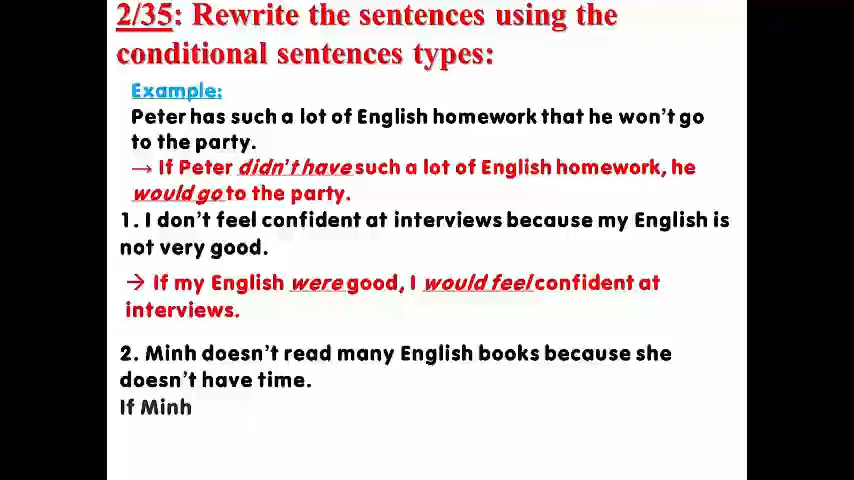 2/35: Rewrite the sentences using the
conditional sentences types:
Example:
Peter has such a lot of English homework that he won't go
to the party.
→ If Peter didn't have such a lot of English homework, he
would go to the party.
1. I don't feel confident at interviews because my English is
not very good.
→ If my English were good, I would feel confident at
interviews.
2. Minh doesn't read many English books because she
doesn't have time.
If Minh